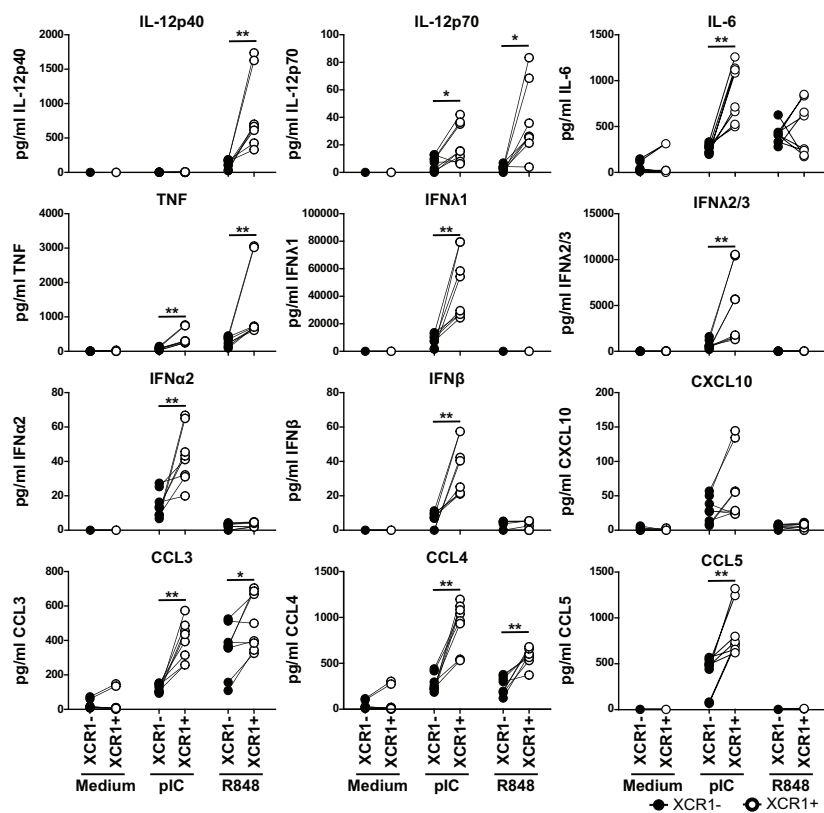 IL-12p40
IL-12p70
IL-6
pg/ml IL-12p40
2000
1500
1000
500
0
**
pg/ml IL-12p70
100
80
60
40
20
0
*
*
pg/ml IL-6
1500
1000
500
0
**
TNF
IFNλ1
IFNλ2/3
pg/ml TNF
4000
3000
2000
1000
0
**
**
pg/ml IFNλ1
100000
80000
60000
40000
20000
0
**
pg/ml IFNλ2/3
15000
10000
5000
0
**
IFNα2
IFNβ
CXCL10
pg/ml IFNα2
80
60
40
20
0
**
pg/ml IFNβ
80
60
40
20
0
**
pg/ml CXCL10
200
150
100
50
0
CCL3
CCL4
CCL5
pg/ml CCL3
800
600
400
200
0
**
*
pg/ml CCL4
1500
1000
500
0
**
**
pg/ml CCL5
1500
1000
500
0
**
XCR1- XCR1+ XCR1- XCR1+ XCR1- XCR1+
Medium pIC R848
XCR1- XCR1+ XCR1- XCR1+ XCR1- XCR1+
Medium pIC R848
XCR1- XCR1+ XCR1- XCR1+ XCR1- XCR1+
Medium pIC R848
XCR1- XCR1+